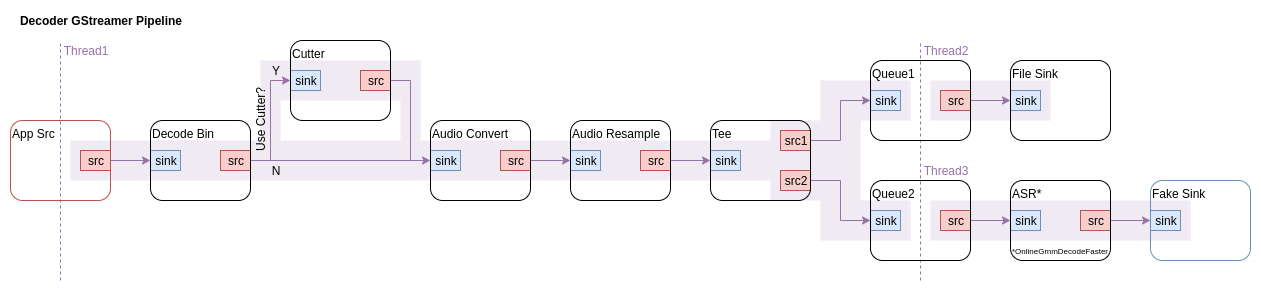 Decoder GStreamer Pipeline
Thread1
App Src
src
Decode Bin
sink
src
Use Cutter?
Y
N
Cutter
sink
src
Audio Convert
sink
src
Audio Resample
sink
src
Tee
sink
src1
src2
Thread2
Queue1
sink
src
File Sink
sink
Thread3
Queue2
sink
src
ASR*
sink
src
*OnlineGmmDecodeFaster
Fake Sink
sink